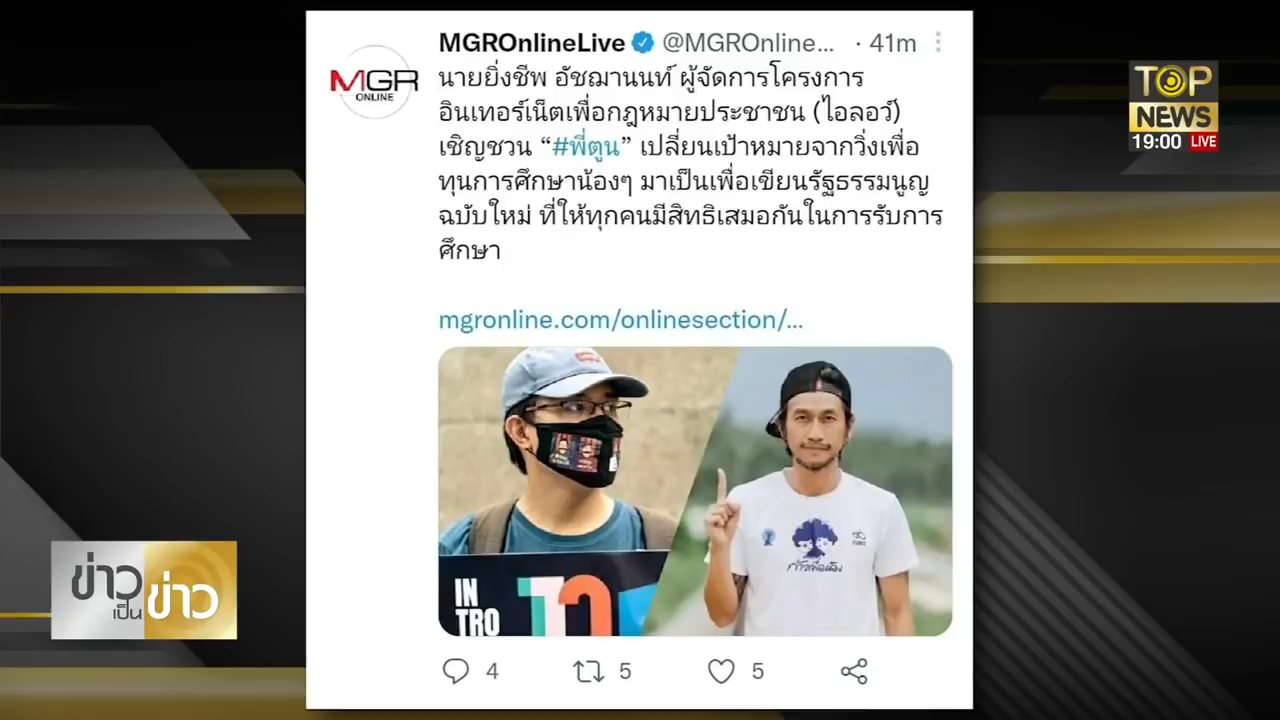 MGROnlineLive @MGROnline... · 41m
MGR
ONLINE
นายยิ่งชีพ อัชฌานนท์ ผู้จัดการโครงการ
อินเทอร์เน็ตเพื่อกฎหมายประชาชน (ไอลอว์)
เชิญชวน “#พี่ตูน” เปลี่ยนเป้าหมายจากวิ่งเพื่อ
ทุนการศึกษาน้องๆ มาเป็นเพื่อเขียนรัฐธรรมนูญ
ฉบับใหม่ ที่ให้ทุกคนมีสิทธิเสมอกันในการรับการ
ศึกษา
mgronline.com/onlinesection/...
IN
TRO
ก้าวเพื่อน้อง
4 5 5
TOP
NEWS
19:00 LIVE
ข่าว
เป็น
ข่าว